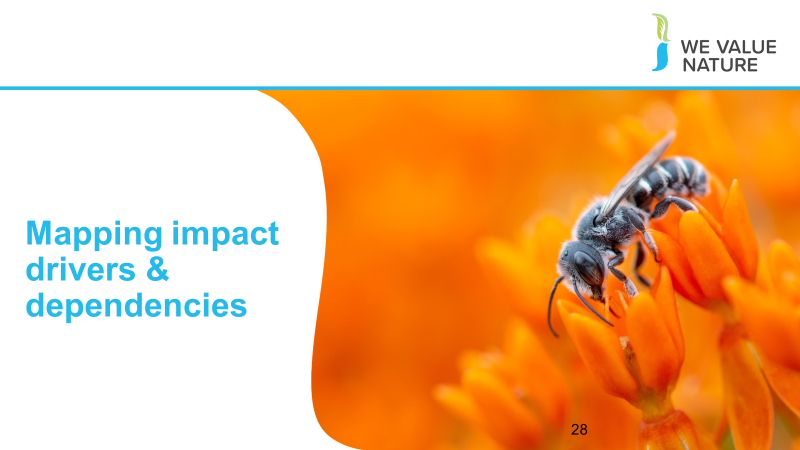 WE VALUE
NATURE
Mapping impact
drivers &
dependencies
28